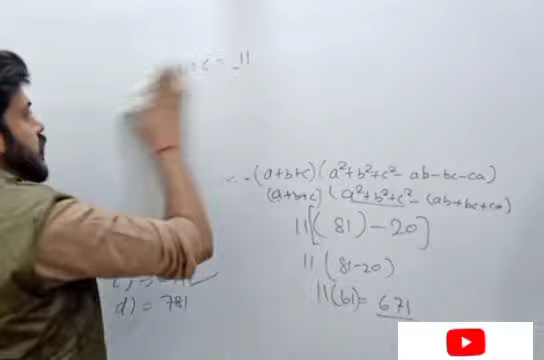 +c = 11
(a+b+c) (a²+b²+c²- ab-bc-ca)
(a+b+c] (a²+b²+c² - (ab+bc+ca)
11[( 81) - 20]
11 (81-20)
11(61)= 671
d) = 781